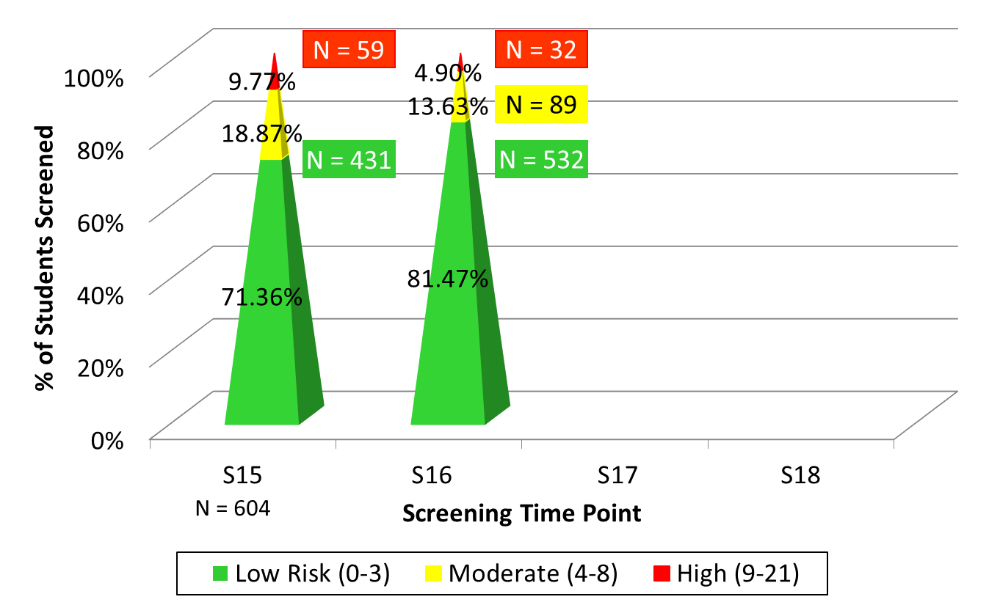 N = 59
N = 32
100%
9.77%
4.90%
13.63%
N = 89
80%
18.87%
N = 431
N = 532
60%
40%
71.36%
81.47%
20%
0%
% of Students Screened
S15
S16
S17
S18
N = 604
Screening Time Point
Low Risk (0-3)
Moderate (4-8)
High (9-21)